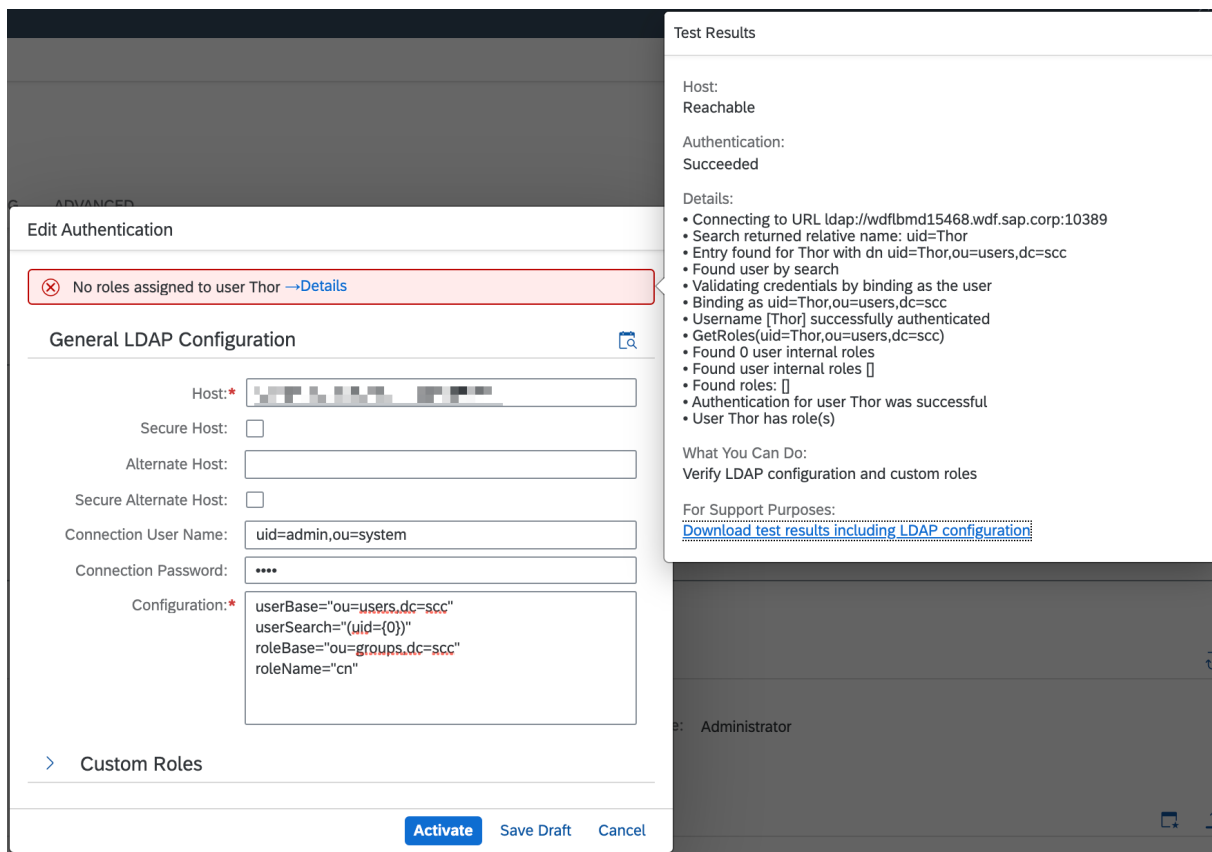 G ADVANCED
Edit Authentication
No roles assigned to user Thor →Details
General LDAP Configuration
Host:*
Secure Host:
Alternate Host:
Secure Alternate Host:
Connection User Name: uid=admin,ou=system
Connection Password: ••••
Configuration:* userBase="ou=users,dc=scc"
userSearch="(uid={0})"
roleBase="ou=groups,dc=scc"
roleName="cn"
Custom Roles
Activate Save Draft Cancel
Test Results
Host:
Reachable
Authentication:
Succeeded
Details:
• Connecting to URL ldap://wdflbmd15468.wdf.sap.corp:10389
• Search returned relative name: uid=Thor
• Entry found for Thor with dn uid=Thor,ou=users,dc=scc
• Found user by search
• Validating credentials by binding as the user
• Binding as uid=Thor,ou=users,dc=scc
• Username [Thor] successfully authenticated
• GetRoles(uid=Thor,ou=users,dc=scc)
• Found 0 user internal roles
• Found user internal roles []
• Found roles: []
• Authentication for user Thor was successful
• User Thor has role(s)
What You Can Do:
Verify LDAP configuration and custom roles
For Support Purposes:
Download test results including LDAP configuration
e: Administrator